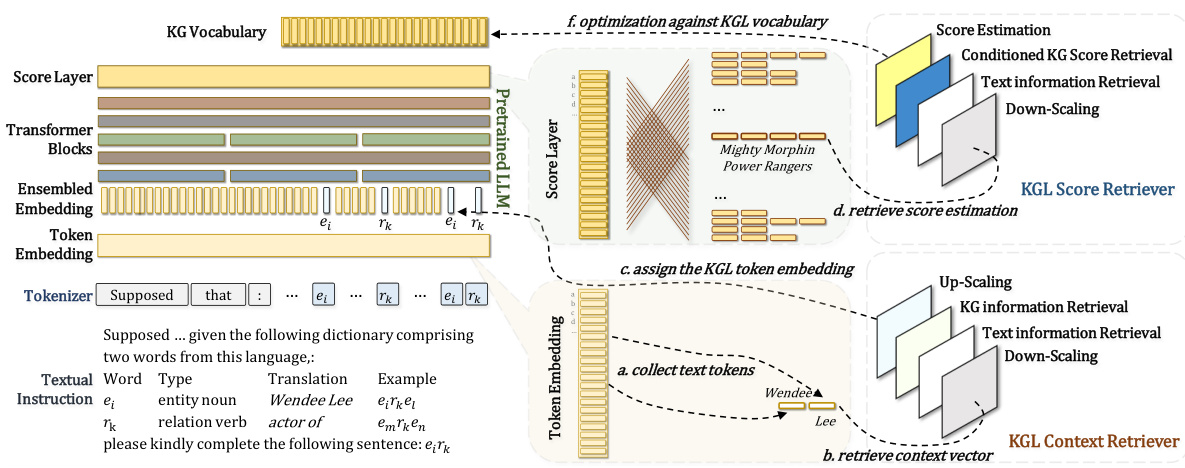 KG Vocabulary
Score Layer
Transformer
Blocks
Ensembled
Embedding
e_i r_k e_i r_k
Token
Embedding
Pretrained LLM
Tokenizer
Supposed that : ... e_i ... r_k ... e_i r_k
Textual
Instruction
Supposed ... given the following dictionary comprising
two words from this language,:
Word Type Translation Example
e_i entity noun Wendee Lee e_i r_k e_l
r_k relation verb actor of e_m r_k e_n
please kindly complete the following sentence: e_i r_k
f. optimization against KGL vocabulary
Score Layer
a
b
c
d
...
...
Mighty Morphin
Power Rangers
...
Score Estimation
Conditioned KG Score Retrieval
Text information Retrieval
Down-Scaling
KGL Score Retriever
d. retrieve score estimation
c. assign the KGL token embedding
Token Embedding
a
b
c
d
...
a. collect text tokens
Wendee
Lee
b. retrieve context vector
Up-Scaling
KG information Retrieval
Text information Retrieval
Down-Scaling
KGL Context Retriever